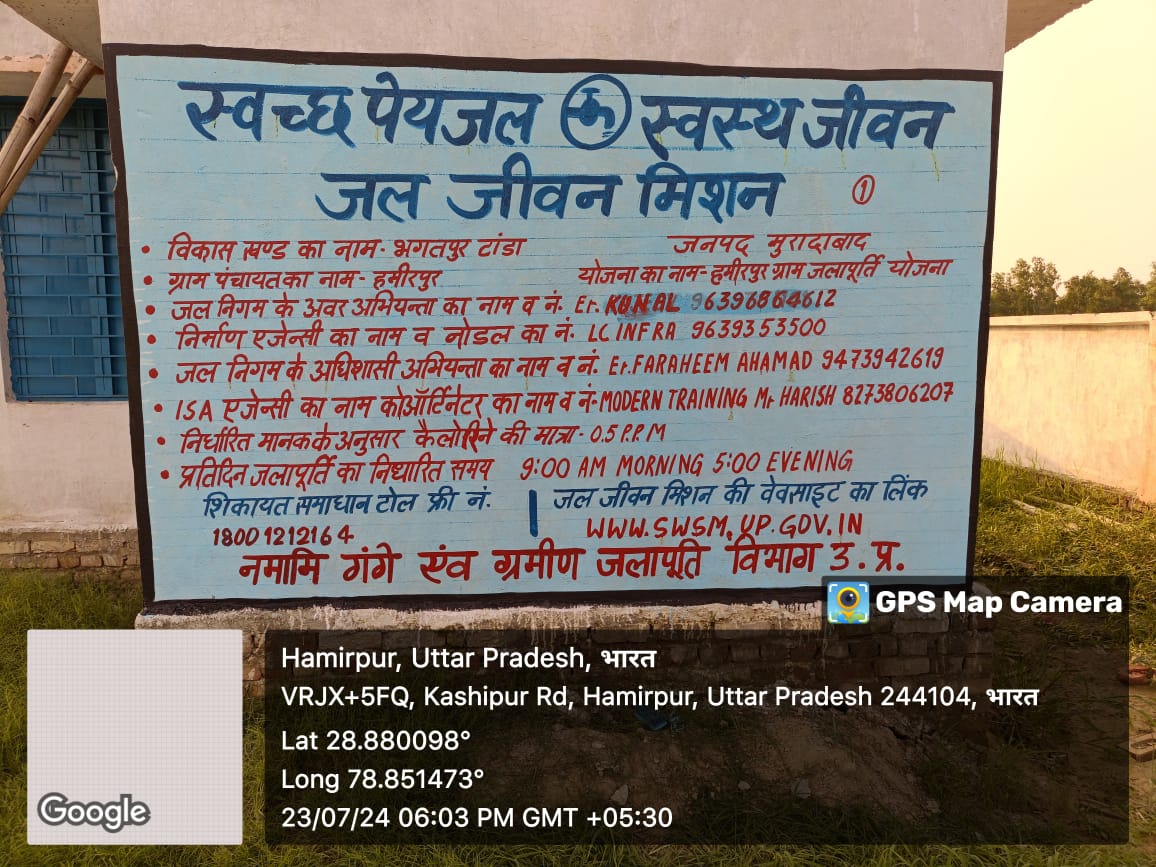 स्वच्छ पेयजल स्वस्थ जीवन
जल जीवन मिशन ①
• विकास खण्ड का नाम- भगतपुर टांडा जनपद मुरादाबाद
• ग्राम पंचायत का नाम- हमीरपुर योजना का नाम- हमीरपुर ग्राम जलापूर्ति योजना
• जल निगम के अवर अभियन्ता का नाम व नं. Er. KUNAL 96396864612
• निर्माण एजेन्सी का नाम व नोडल का नं. LC INFRA 9639353500
• जल निगम के अधिशासी अभियन्ता का नाम व नं. Er. FARAHEEM AHAMAD 9473942619
• ISA एजेन्सी का नाम कोऑर्टिनेटर का नाम व नं- MODERN TRAINING Mr HARISH 8273806207
• निर्धारित मानक के अनुसार कैलोरिने की मात्रा- 0.5 P.P.M
• प्रतिदिन जलापूर्ति का निधारित समय 9:00 AM MORNING 5:00 EVENING
शिकायत समाधान टोल फ्री नं. | जल जीवन मिशन की वेवसाइट का लिंक
1800 1212164 WWW.SWSM.UP.GOV.IN
नमामि गंगे एंव ग्रामीण जलापूति विभाग उ.प्र.
GPS Map Camera
Hamirpur, Uttar Pradesh, भारत
VRJX+5FQ, Kashipur Rd, Hamirpur, Uttar Pradesh 244104, भारत
Lat 28.880098°
Long 78.851473°
23/07/24 06:03 PM GMT +05:30
Google